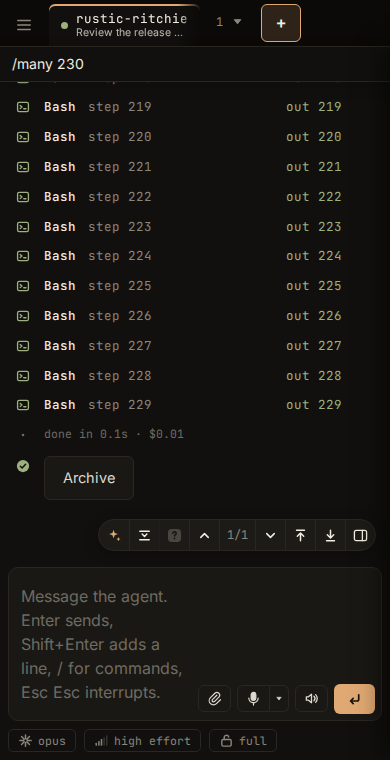 rustic-ritchie
Review the release ...
1
+
/many 230
Bash step 219 out 219
Bash step 220 out 220
Bash step 221 out 221
Bash step 222 out 222
Bash step 223 out 223
Bash step 224 out 224
Bash step 225 out 225
Bash step 226 out 226
Bash step 227 out 227
Bash step 228 out 228
Bash step 229 out 229
· done in 0.1s · $0.01
Archive
? 1/1
Message the agent.
Enter sends,
Shift+Enter adds a
line, / for commands,
Esc Esc interrupts.
opus high effort full